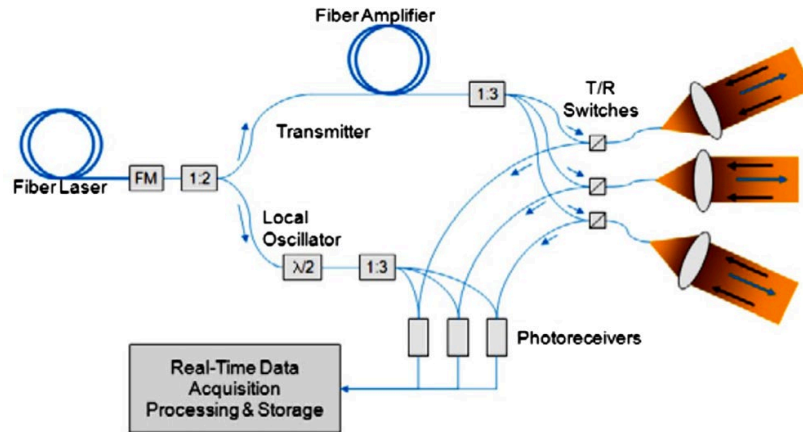 Fiber Amplifier
1:3
T/R
Switches
Transmitter
Fiber Laser
FM
1:2
Local
Oscillator
λ/2
1:3
Photoreceivers
Real-Time Data
Acquisition
Processing & Storage